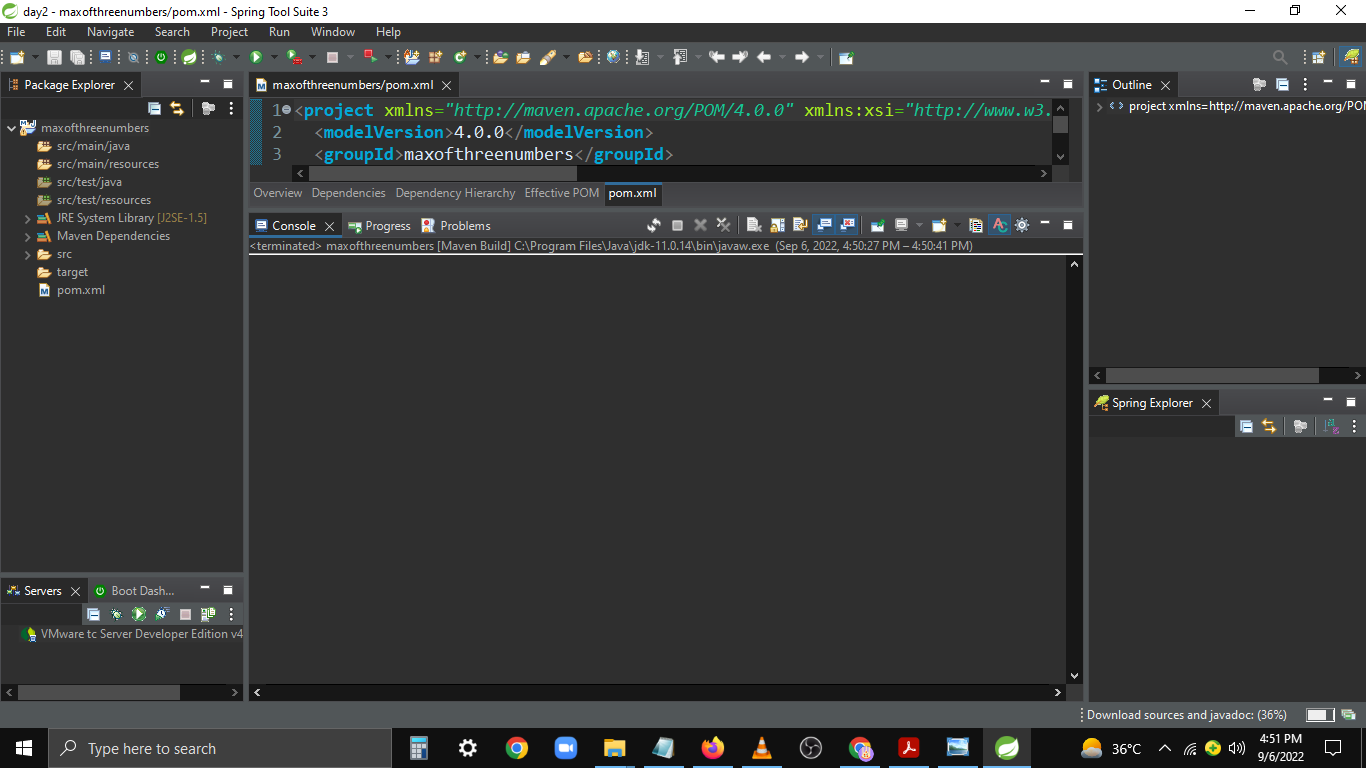 day2 - maxofthreenumbers/pom.xml - Spring Tool Suite 3
File Edit Navigate Search Project Run Window Help
Package Explorer
maxofthreenumbers
src/main/java
src/main/resources
src/test/java
src/test/resources
JRE System Library [J2SE-1.5]
Maven Dependencies
src
target
pom.xml
maxofthreenumbers/pom.xml
1 <project xmlns="http://maven.apache.org/POM/4.0.0" xmlns:xsi="http://www.w3.
2 <modelVersion>4.0.0</modelVersion>
3 <groupId>maxofthreenumbers</groupId>
Overview Dependencies Dependency Hierarchy Effective POM pom.xml
Console Progress Problems
<terminated> maxofthreenumbers [Maven Build] C:\Program Files\Java\jdk-11.0.14\bin\javaw.exe (Sep 6, 2022, 4:50:27 PM – 4:50:41 PM)
Outline
project xmlns=http://maven.apache.org/PO
Spring Explorer
Servers Boot Dash...
VMware tc Server Developer Edition v4
Download sources and javadoc: (36%)
Type here to search
36°C
4:51 PM
9/6/2022